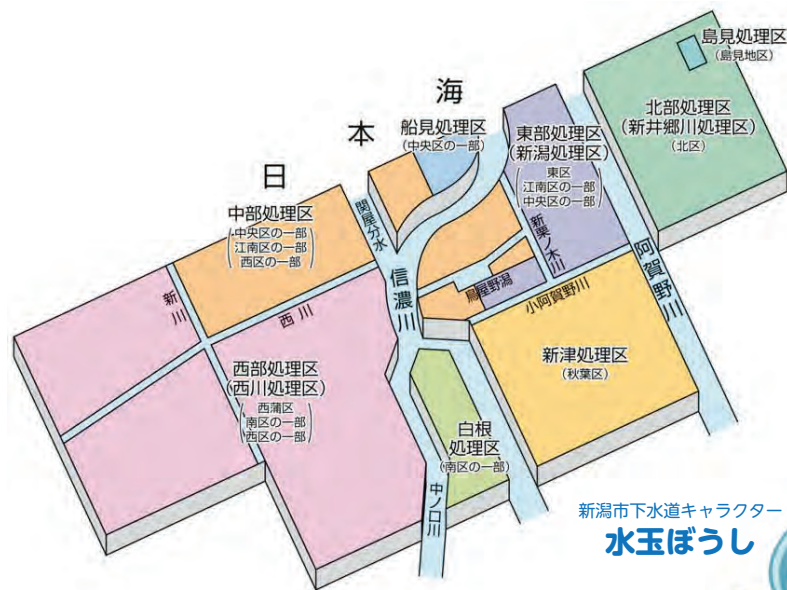 島見処理区
(島見地区)
北部処理区
(新井郷川処理区)
(北区)
日本海
船見処理区
(中央区の一部)
東部処理区
(新潟処理区)
東区
江南区の一部
中央区の一部
中部処理区
中央区の一部
江南区の一部
西区の一部
関屋分水
信濃川
新栗ノ木川
鳥屋野潟
小阿賀野川
阿賀野川
新川
西川
西部処理区
(西川処理区)
西蒲区
南区の一部
西区の一部
新津処理区
(秋葉区)
白根
処理区
(南区の一部)
中ノ口川
新潟市下水道キャラクター
水玉ぼうし